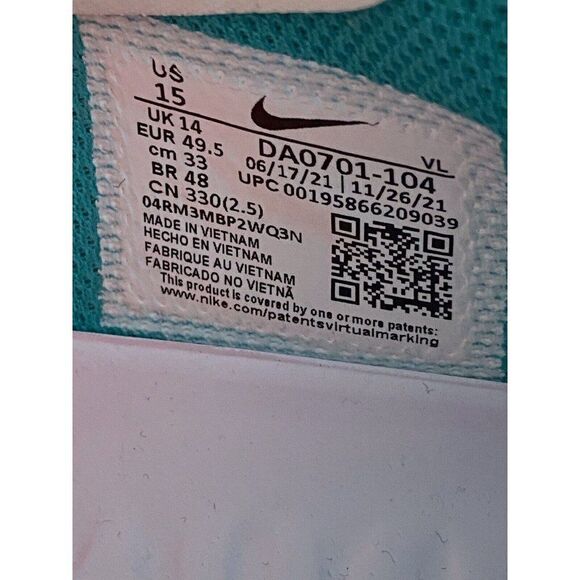 US
15
UK 14
EUR 49.5
cm 33
BR 48
CN 330(2.5)
04RM3MBP2WQ3N
VL
DA0701-104
06/17/21 | 11/26/21
UPC 00195866209039
MADE IN VIETNAM
HECHO EN VIETNAM
FABRIQUE AU VIETNAM
FABRICADO NO VIETNÃ
This product is covered by one or more patents:
www.nike.com/patentsvirtualmarking